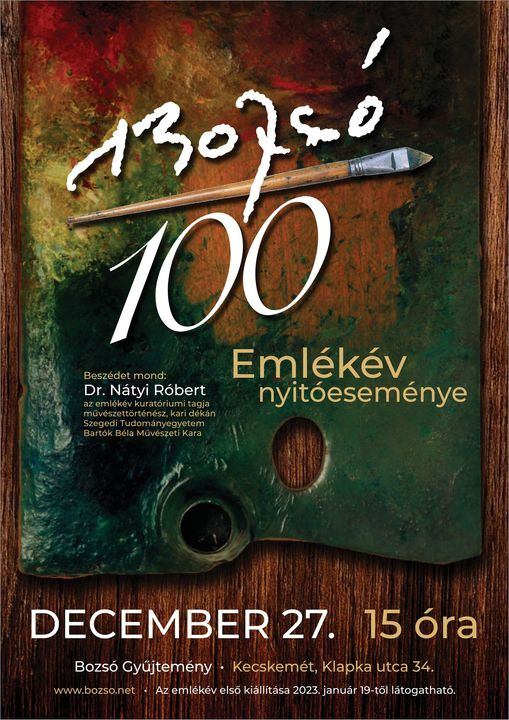 Bozsó
100
Emlékév
nyitóeseménye
Beszédet mond:
Dr. Nátyi Róbert
az emlékév kuratóriumi tagja
művészettörténész, kari dékán
Szegedi Tudományegyetem
Bartók Béla Művészeti Kara
DECEMBER 27. 15 óra
Bozsó Gyűjtemény • Kecskemét, Klapka utca 34.
www.bozso.net • Az emlékév első kiállítása 2023. január 19-től látogatható.